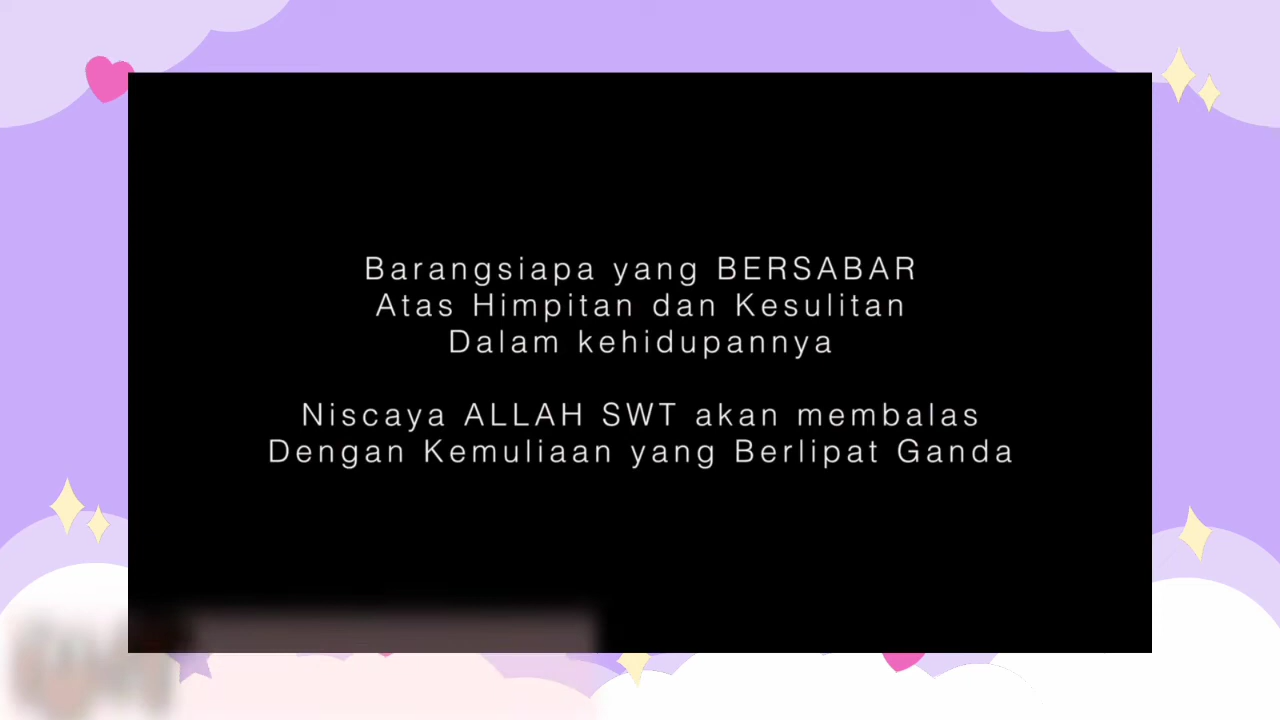 Barangsiapa yang BERSABAR
Atas Himpitan dan Kesulitan
Dalam kehidupannya
Niscaya ALLAH SWT akan membalas
Dengan Kemuliaan yang Berlipat Ganda